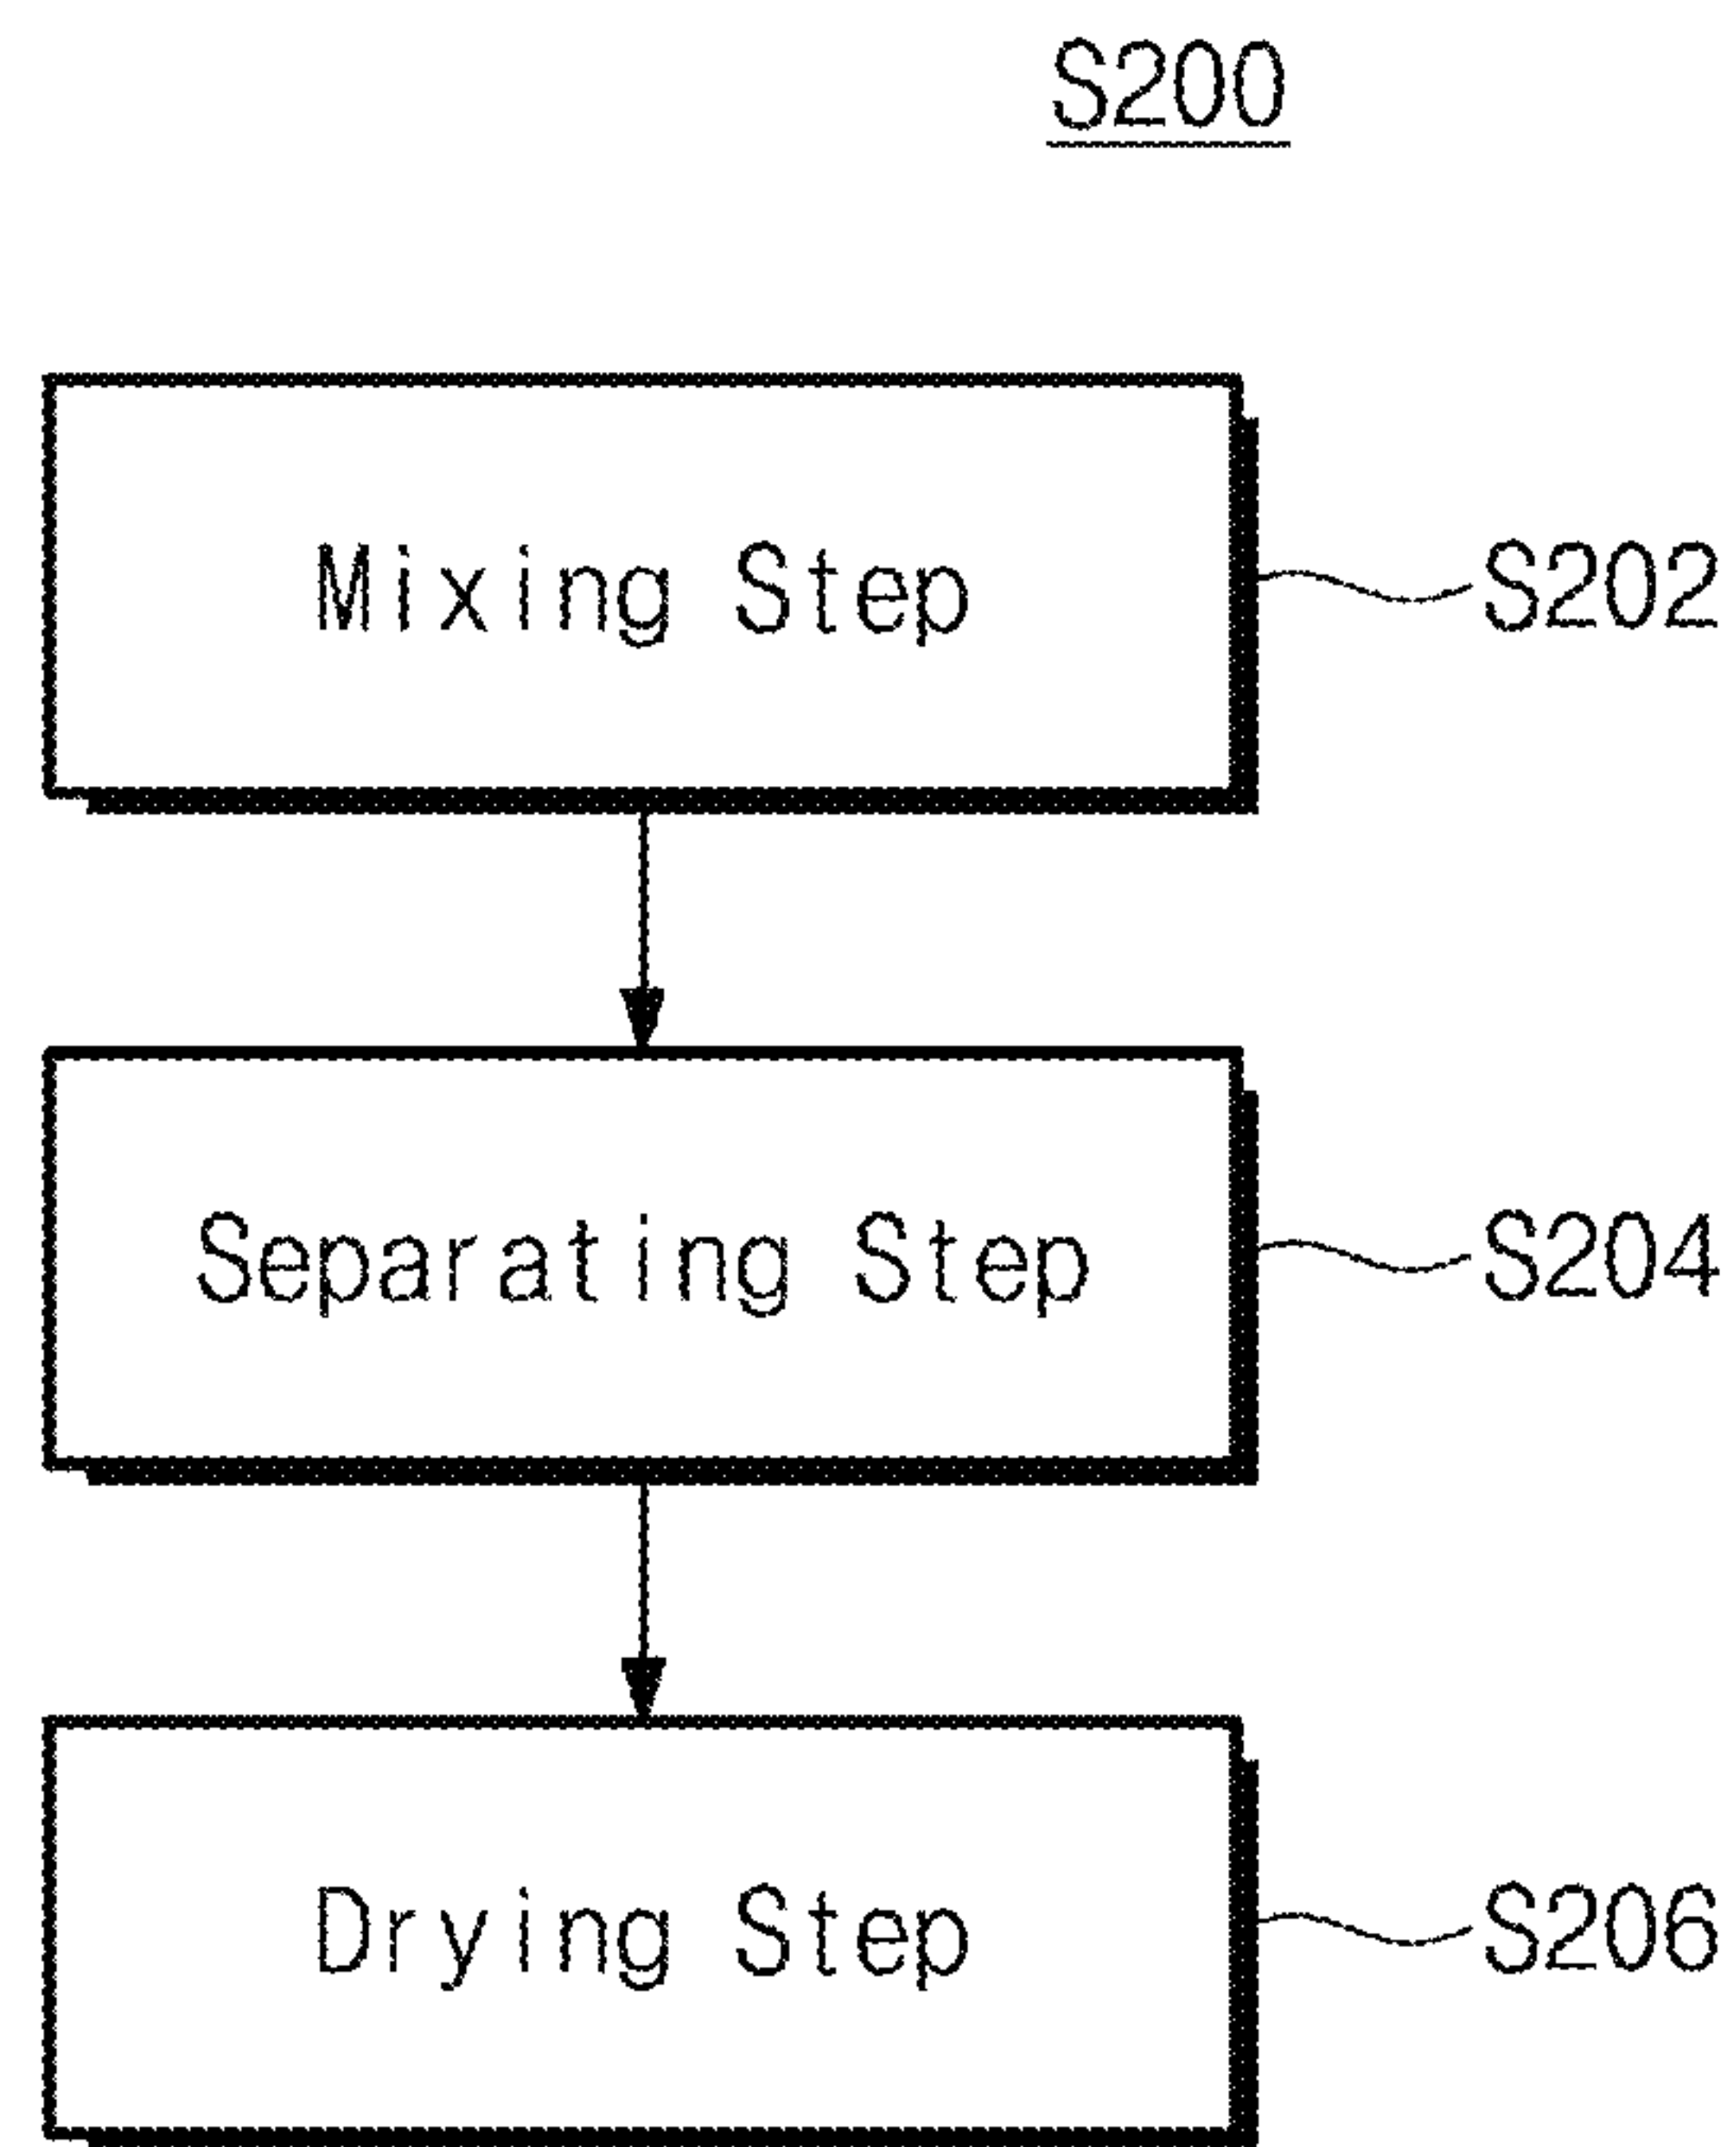 S200
Mixing Step
S202
Separating Step
S204
Drying Step
S206